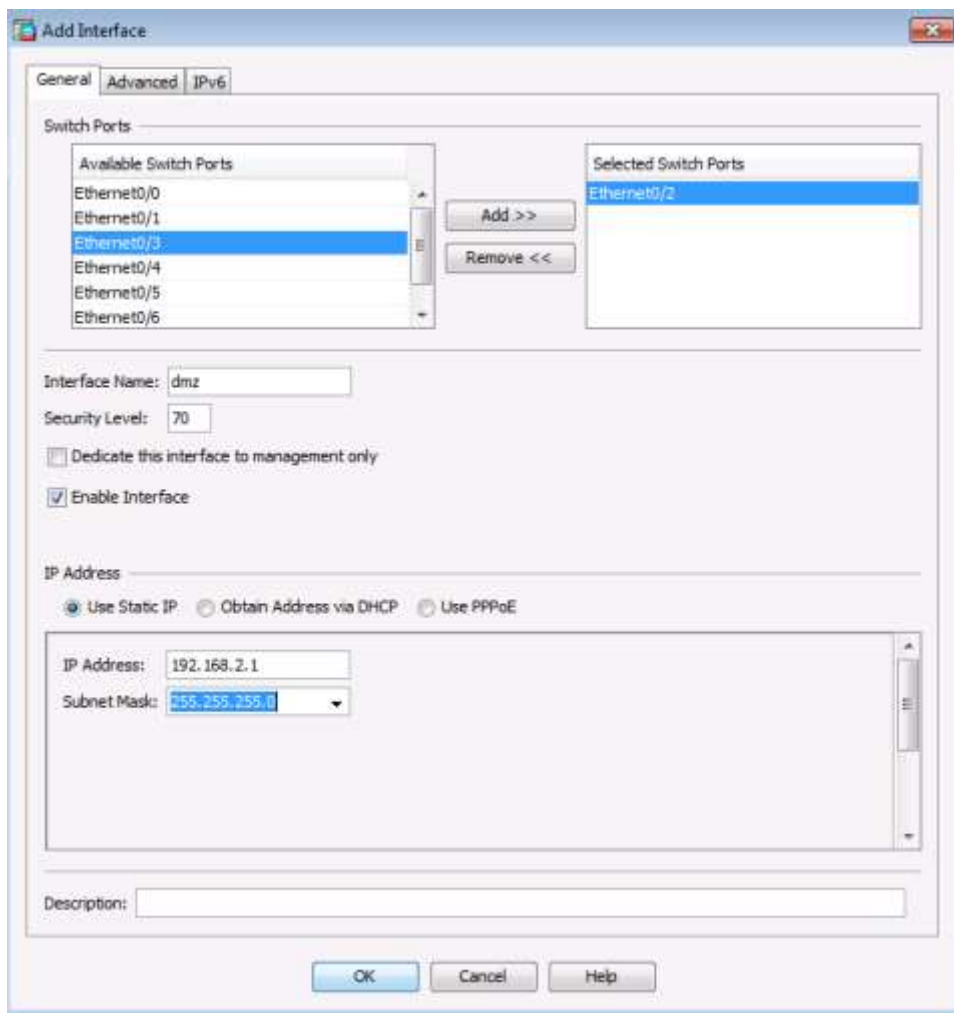 Add Interface
General Advanced IPv6
Switch Ports
Available Switch Ports
Ethernet0/0
Ethernet0/1
Ethernet0/3
Ethernet0/4
Ethernet0/5
Ethernet0/6
Add >>
Remove <<
Selected Switch Ports
Ethernet0/2
Interface Name: dmz
Security Level: 70
Dedicate this interface to management only
Enable Interface
IP Address
Use Static IP Obtain Address via DHCP Use PPPoE
IP Address: 192.168.2.1
Subnet Mask: 255.255.255.0
Description:
OK Cancel Help